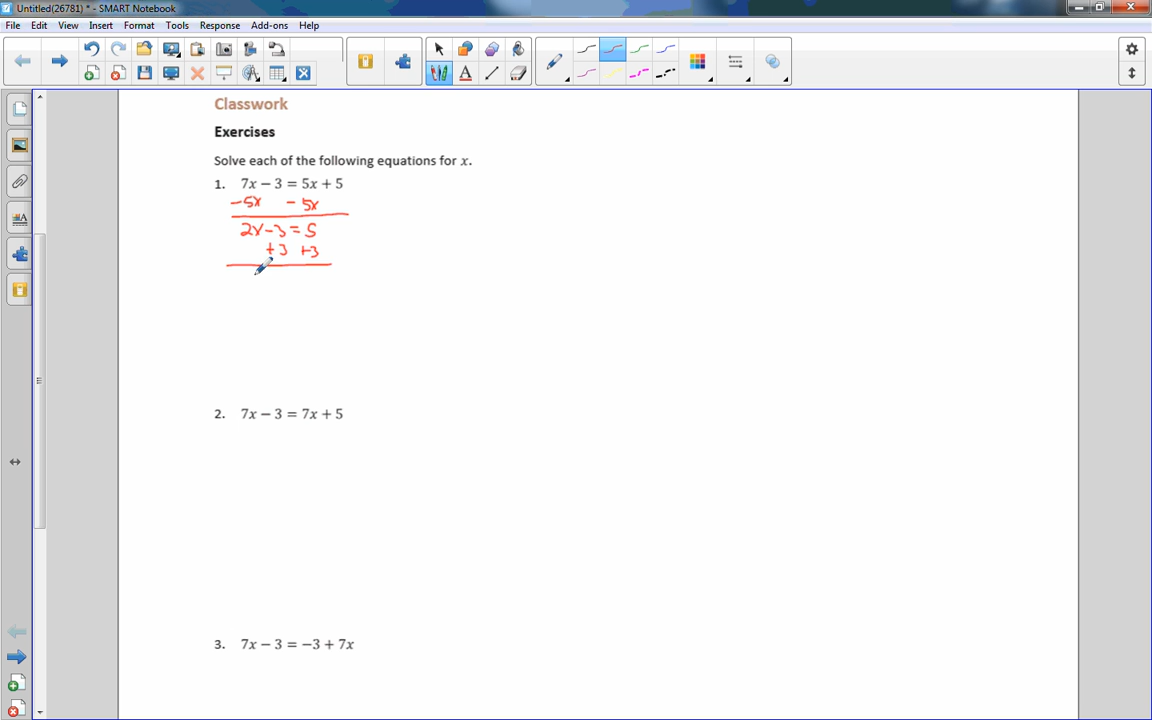 Untitled(26781) * - SMART Notebook
File Edit View Insert Format Tools Response Add-ons Help
Classwork
Exercises
Solve each of the following equations for x.
1. 7x − 3 = 5x + 5
−5x −5x
2x−3 = 5
+3 +3
2. 7x − 3 = 7x + 5
3. 7x − 3 = −3 + 7x